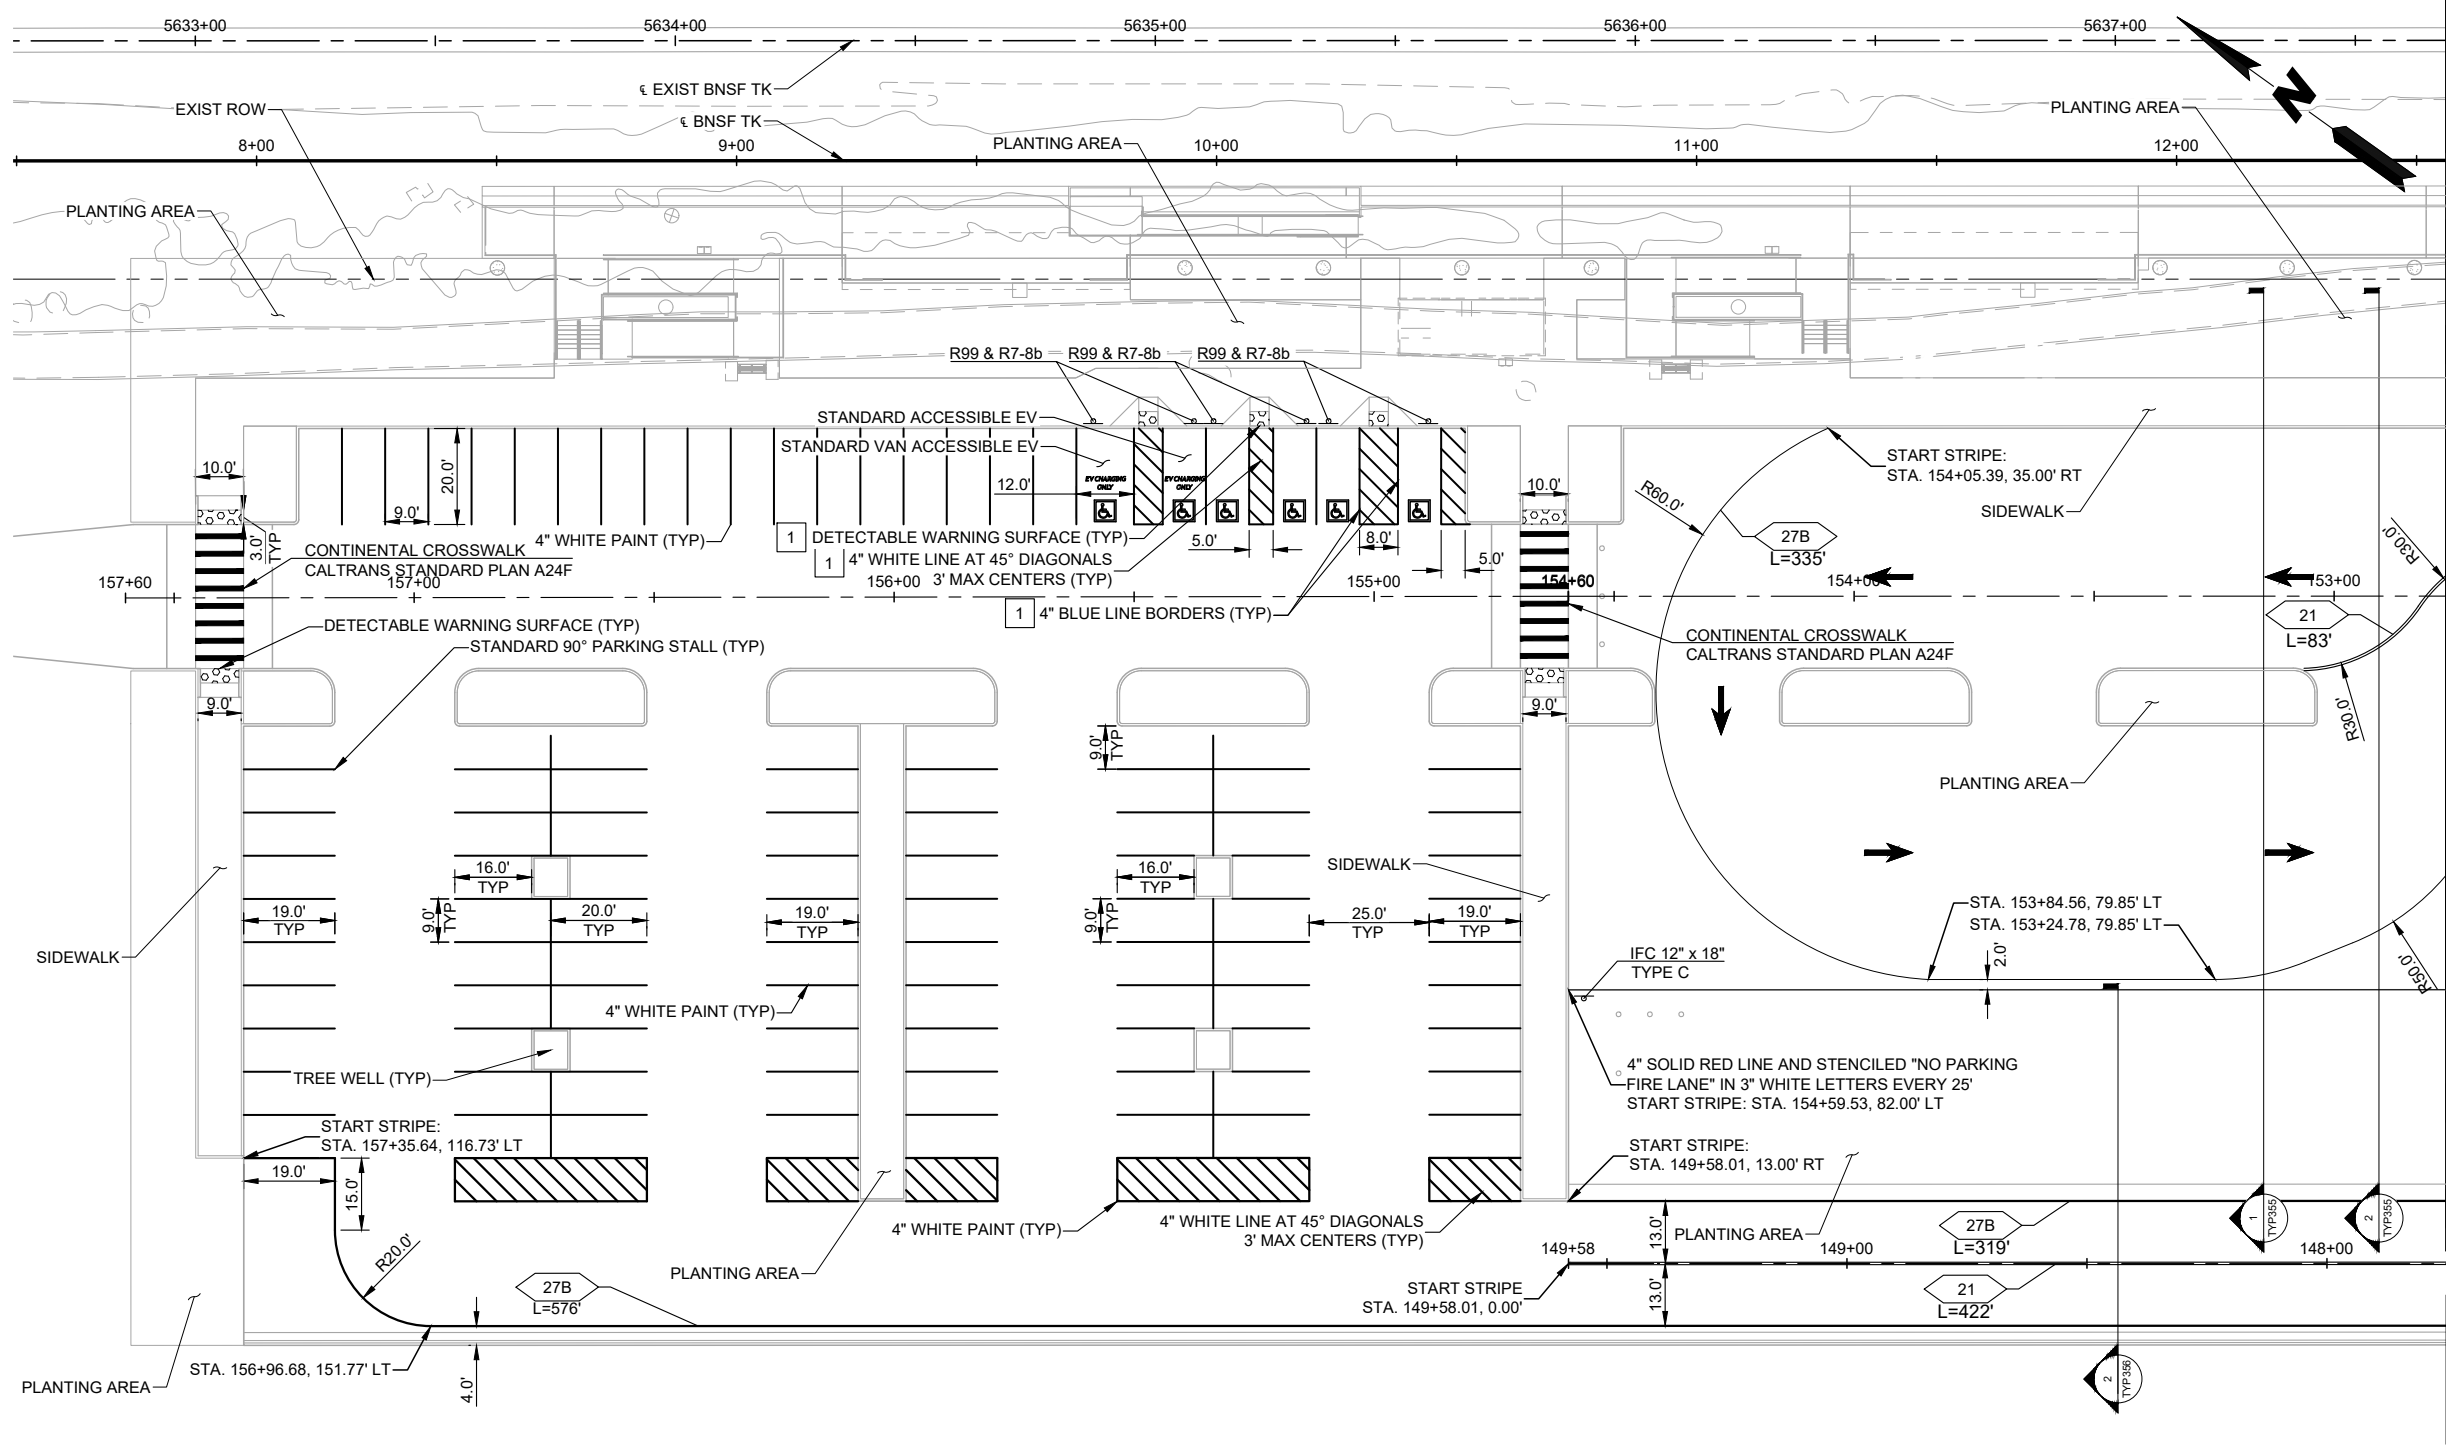 5633+00
5634+00
5635+00
5636+00
5637+00
℄ EXIST BNSF TK
EXIST ROW
℄ BNSF TK
PLANTING AREA
PLANTING AREA
N
8+00
9+00
10+00
11+00
12+00
PLANTING AREA
R99 & R7-8b
R99 & R7-8b
R99 & R7-8b
STANDARD ACCESSIBLE EV
STANDARD VAN ACCESSIBLE EV
START STRIPE:
STA. 154+05.39, 35.00' RT
10.0'
20.0'
9.0'
3.0'
TYP
12.0'
EV CHARGING
ONLY
EV CHARGING
ONLY
10.0'
R60.0'
SIDEWALK
4" WHITE PAINT (TYP)
1
DETECTABLE WARNING SURFACE (TYP)
1
4" WHITE LINE AT 45° DIAGONALS
3' MAX CENTERS (TYP)
5.0'
8.0'
5.0'
27B
L=335'
R30.0'
CONTINENTAL CROSSWALK
CALTRANS STANDARD PLAN A24F
157+60
157+00
156+00
155+00
154+60
154+00
153+00
1
4" BLUE LINE BORDERS (TYP)
21
L=83'
DETECTABLE WARNING SURFACE (TYP)
STANDARD 90° PARKING STALL (TYP)
CONTINENTAL CROSSWALK
CALTRANS STANDARD PLAN A24F
9.0'
9.0'
R30.0'
9.0'
TYP
PLANTING AREA
16.0'
TYP
16.0'
TYP
SIDEWALK
19.0'
TYP
9.0'
TYP
20.0'
TYP
19.0'
TYP
9.0'
TYP
25.0'
TYP
19.0'
TYP
STA. 153+84.56, 79.85' LT
STA. 153+24.78, 79.85' LT
SIDEWALK
IFC 12" x 18"
TYPE C
2.0'
R50.0'
4" WHITE PAINT (TYP)
TREE WELL (TYP)
4" SOLID RED LINE AND STENCILED "NO PARKING
FIRE LANE" IN 3" WHITE LETTERS EVERY 25'
START STRIPE: STA. 154+59.53, 82.00' LT
START STRIPE:
STA. 157+35.64, 116.73' LT
START STRIPE:
STA. 149+58.01, 13.00' RT
19.0'
15.0'
4" WHITE PAINT (TYP)
4" WHITE LINE AT 45° DIAGONALS
3' MAX CENTERS (TYP)
13.0'
PLANTING AREA
27B
L=319'
1
TYP355
2
TYP355
R20.0'
PLANTING AREA
27B
L=576'
149+58
149+00
148+00
START STRIPE
STA. 149+58.01, 0.00'
13.0'
21
L=422'
STA. 156+96.68, 151.77' LT
4.0'
PLANTING AREA
2
TYP356